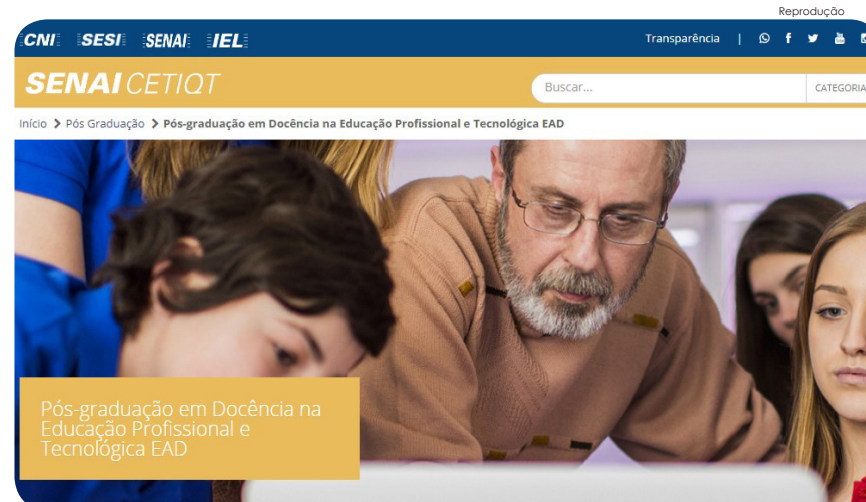 Reprodução
CNI SESI SENAI IEL
Transparência |
SENAI CETIQT
Buscar...
CATEGORIA
Início > Pós Graduação > Pós-graduação em Docência na Educação Profissional e Tecnológica EAD
Pós-graduação em Docência na
Educação Profissional e
Tecnológica EAD